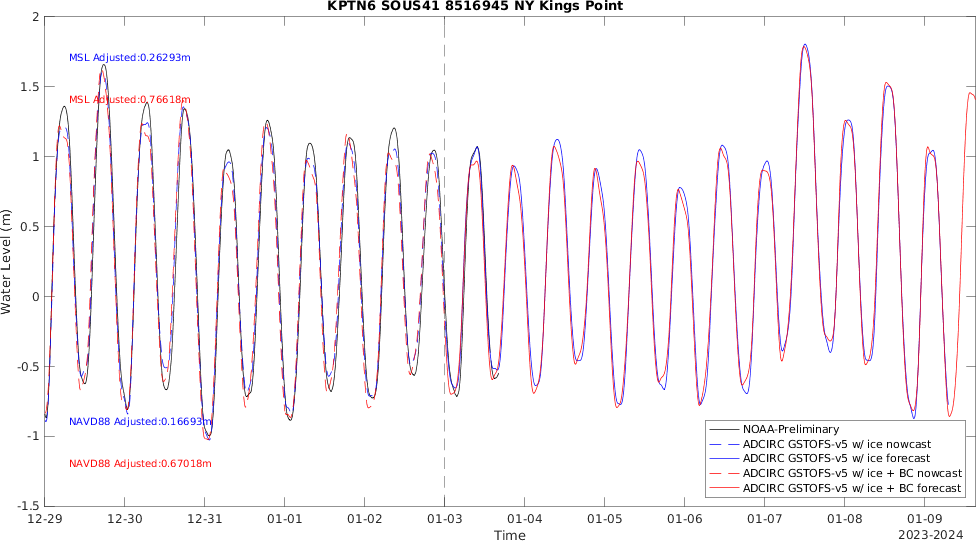 KPTN6 SOUS41 8516945 NY Kings Point
2
1.5
1
0.5
0
-0.5
-1
-1.5
Water Level (m)
MSL Adjusted:0.26293m
MSL Adjusted:0.76618m
NAVD88 Adjusted:0.16693m
NAVD88 Adjusted:0.67018m
NOAA-Preliminary
ADCIRC GSTOFS-v5 w/ ice nowcast
ADCIRC GSTOFS-v5 w/ ice forecast
ADCIRC GSTOFS-v5 w/ ice + BC nowcast
ADCIRC GSTOFS-v5 w/ ice + BC forecast
12-29 12-30 12-31 01-01 01-02 01-03 01-04 01-05 01-06 01-07 01-08 01-09
Time
2023-2024